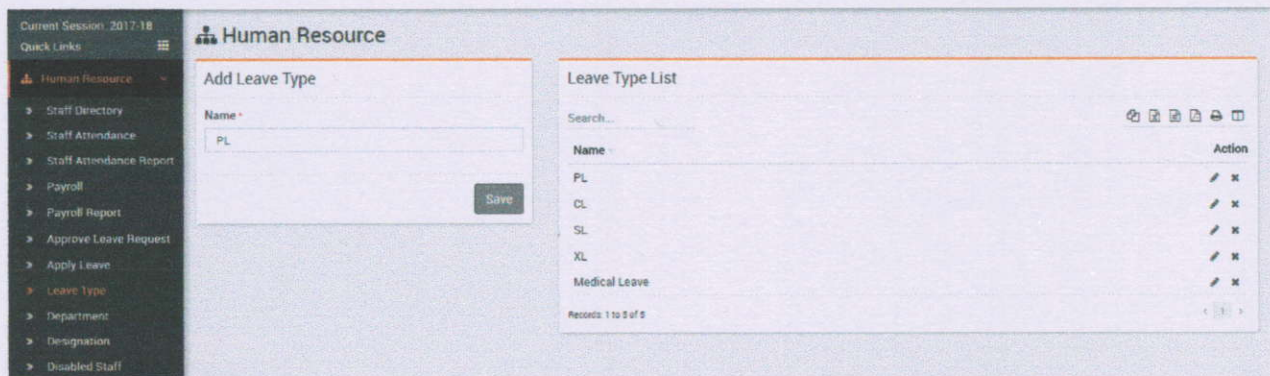 Current Session: 2017-18
Quick Links
Human Resource
Staff Directory
Staff Attendance
Staff Attendance Report
Payroll
Payroll Report
Approve Leave Request
Apply Leave
Leave Type
Department
Designation
Disabled Staff
Human Resource
Add Leave Type
Name *
PL
Save
Leave Type List
Search...
Name
Action
PL
CL
SL
XL
Medical Leave
Records: 1 to 5 of 5
1